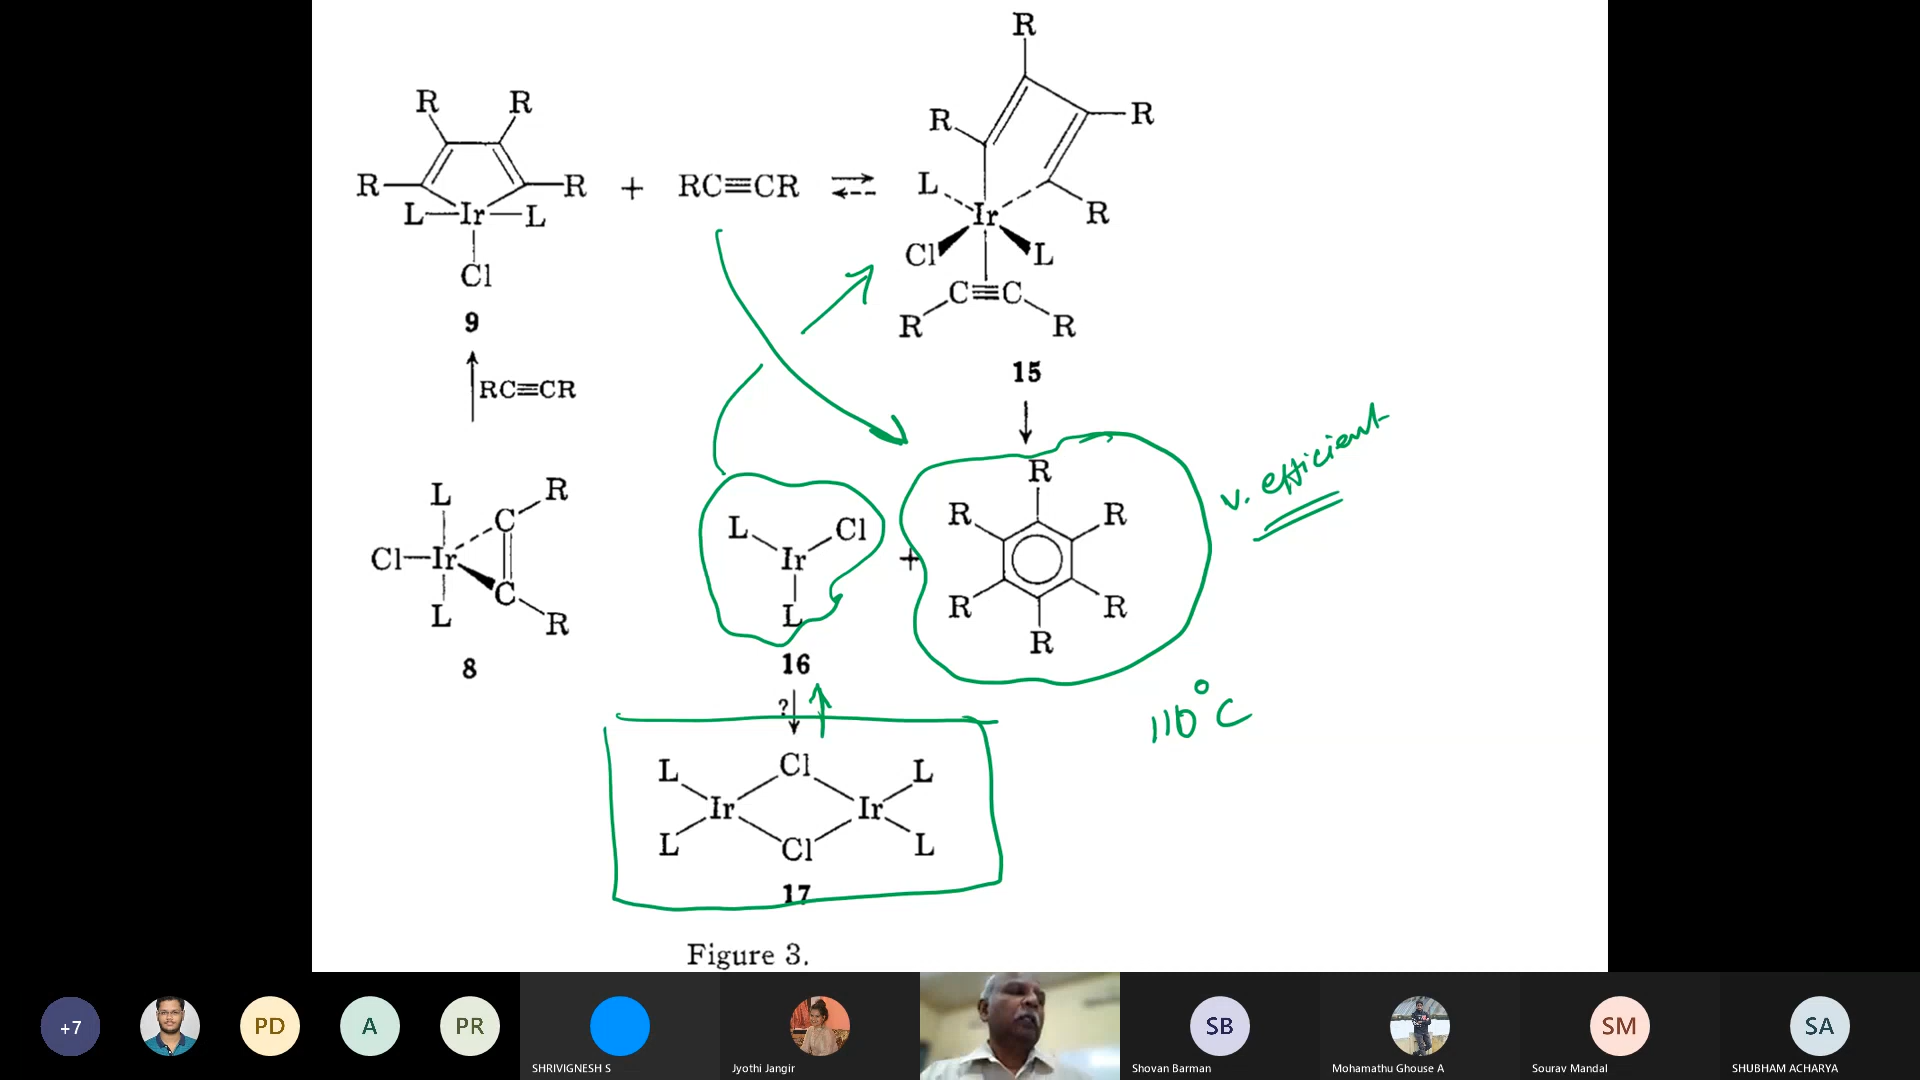 R
R R
R R
L—Ir—L
Cl
9
+ RC≡CR
R
R R
L
Ir
R
Cl L
C≡C
R R
15
RC≡CR
L R
C
Cl—Ir
C
L R
8
L Cl
Ir
L
16
+
R
R R
R R
R
v. efficient
110°C
?
L Cl L
Ir Ir
L Cl L
17
Figure 3.
+7
PD
A
PR
SHRIVIGNESH S
Jyothi Jangir
SB
Shovan Barman
Mohamathu Ghouse A
SM
Sourav Mandal
SA
SHUBHAM ACHARYA